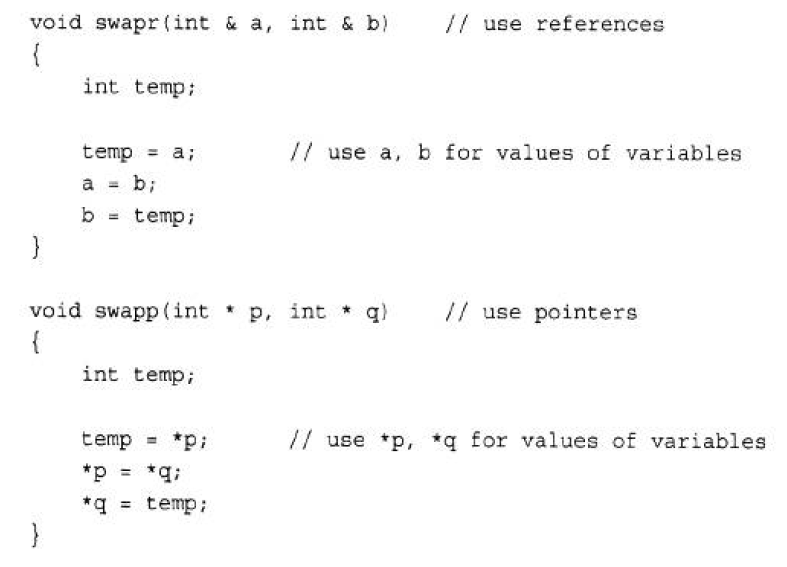 void swapr(int & a, int & b)    // use references
{
    int temp;

    temp = a;       // use a, b for values of variables
    a = b;
    b = temp;
}

void swapp(int * p, int * q)    // use pointers
{
    int temp;

    temp = *p;      // use *p, *q for values of variables
    *p = *q;
    *q = temp;
}